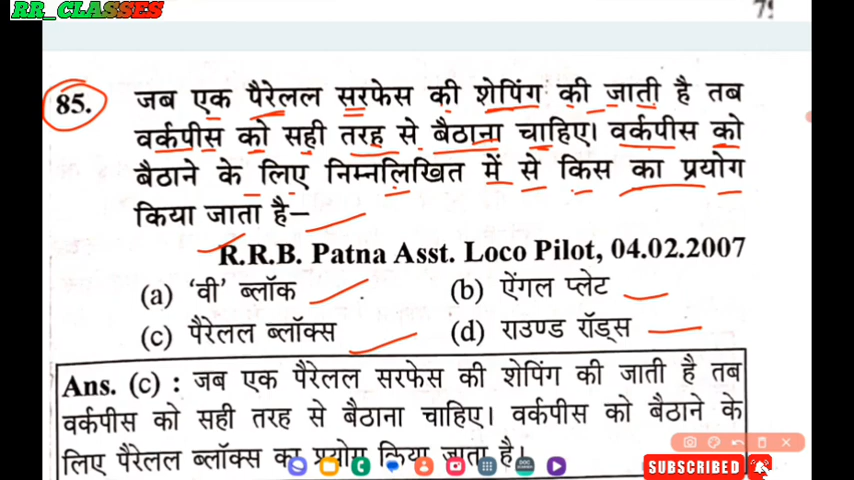 RR_CLASSES
85. जब एक पैरेलल सरफेस की शेपिंग की जाती है तब
वर्कपीस को सही तरह से बैठाना चाहिए। वर्कपीस को
बैठाने के लिए निम्नलिखित में से किस का प्रयोग
किया जाता है–
R.R.B. Patna Asst. Loco Pilot, 04.02.2007
(a) 'वी' ब्लॉक (b) ऐंगल प्लेट
(c) पैरेलल ब्लॉक्स (d) राउण्ड रॉड्स
Ans. (c) : जब एक पैरेलल सरफेस की शेपिंग की जाती है तब
वर्कपीस को सही तरह से बैठाना चाहिए। वर्कपीस को बैठाने के
लिए पैरेलल ब्लॉक्स का प्रयोग किया जाता है।
SUBSCRIBED